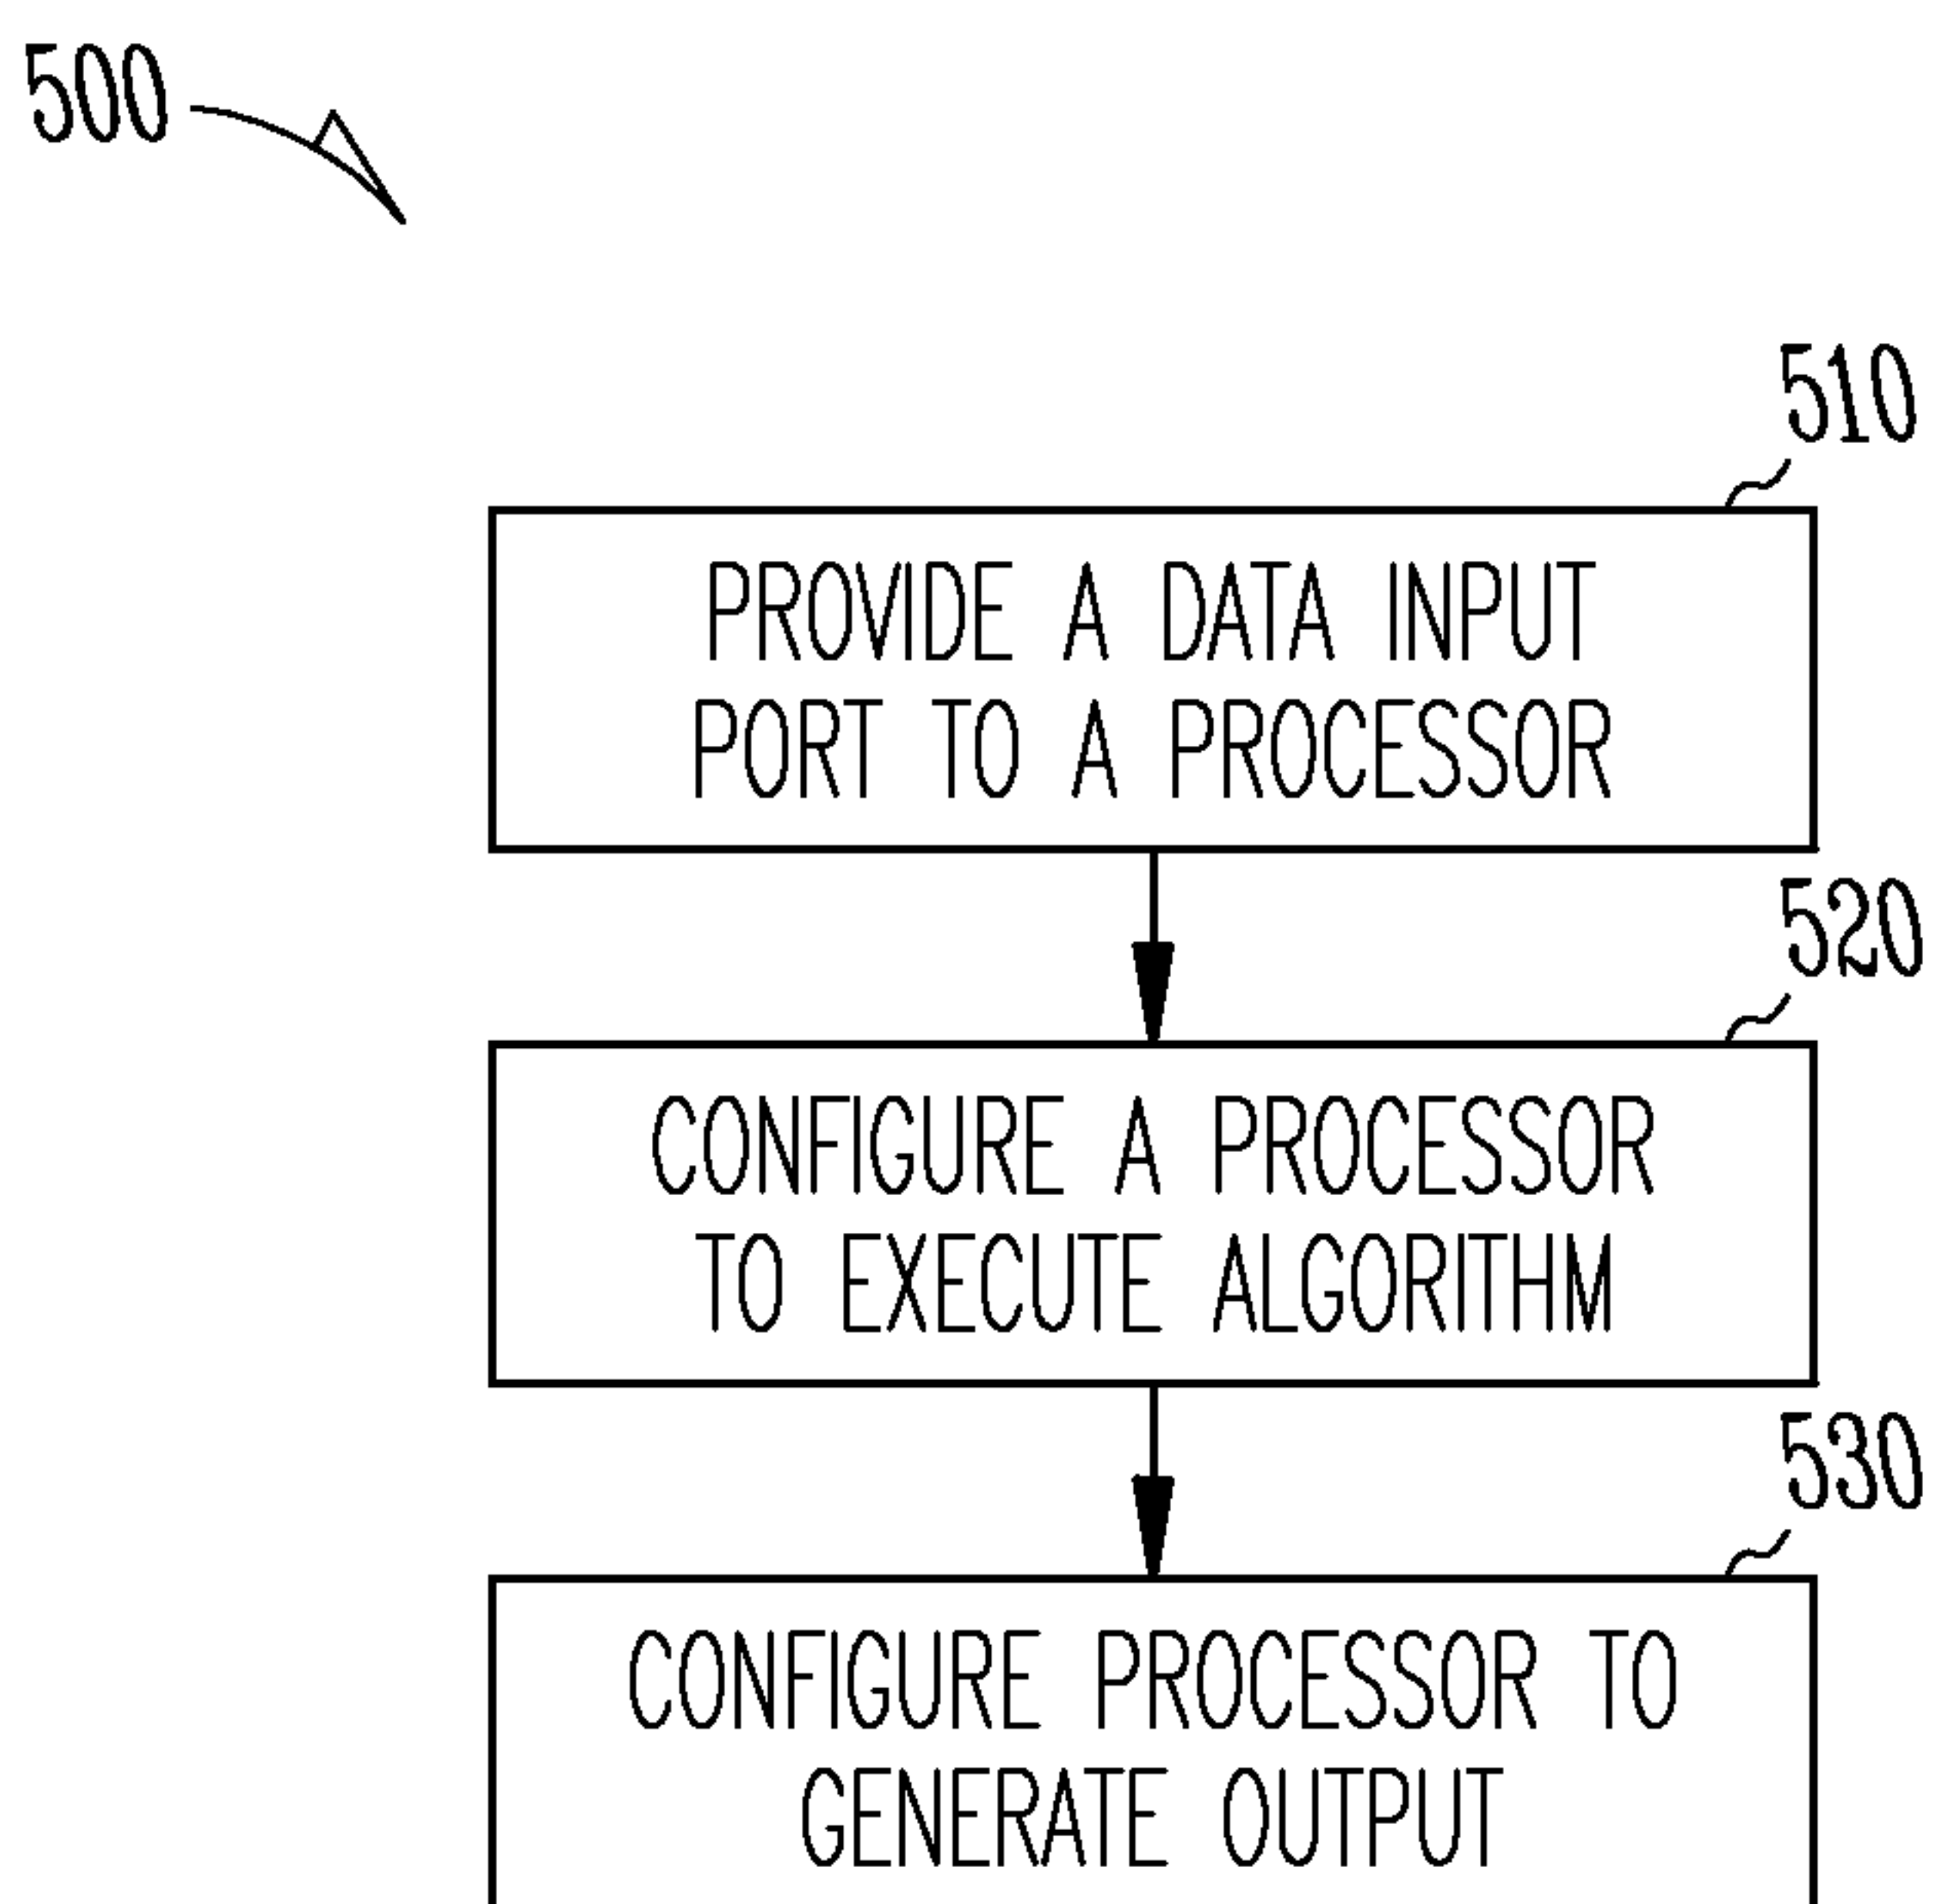 500
510
PROVIDE A DATA INPUT
PORT TO A PROCESSOR
520
CONFIGURE A PROCESSOR
TO EXECUTE ALGORITHM
530
CONFIGURE PROCESSOR TO
GENERATE OUTPUT